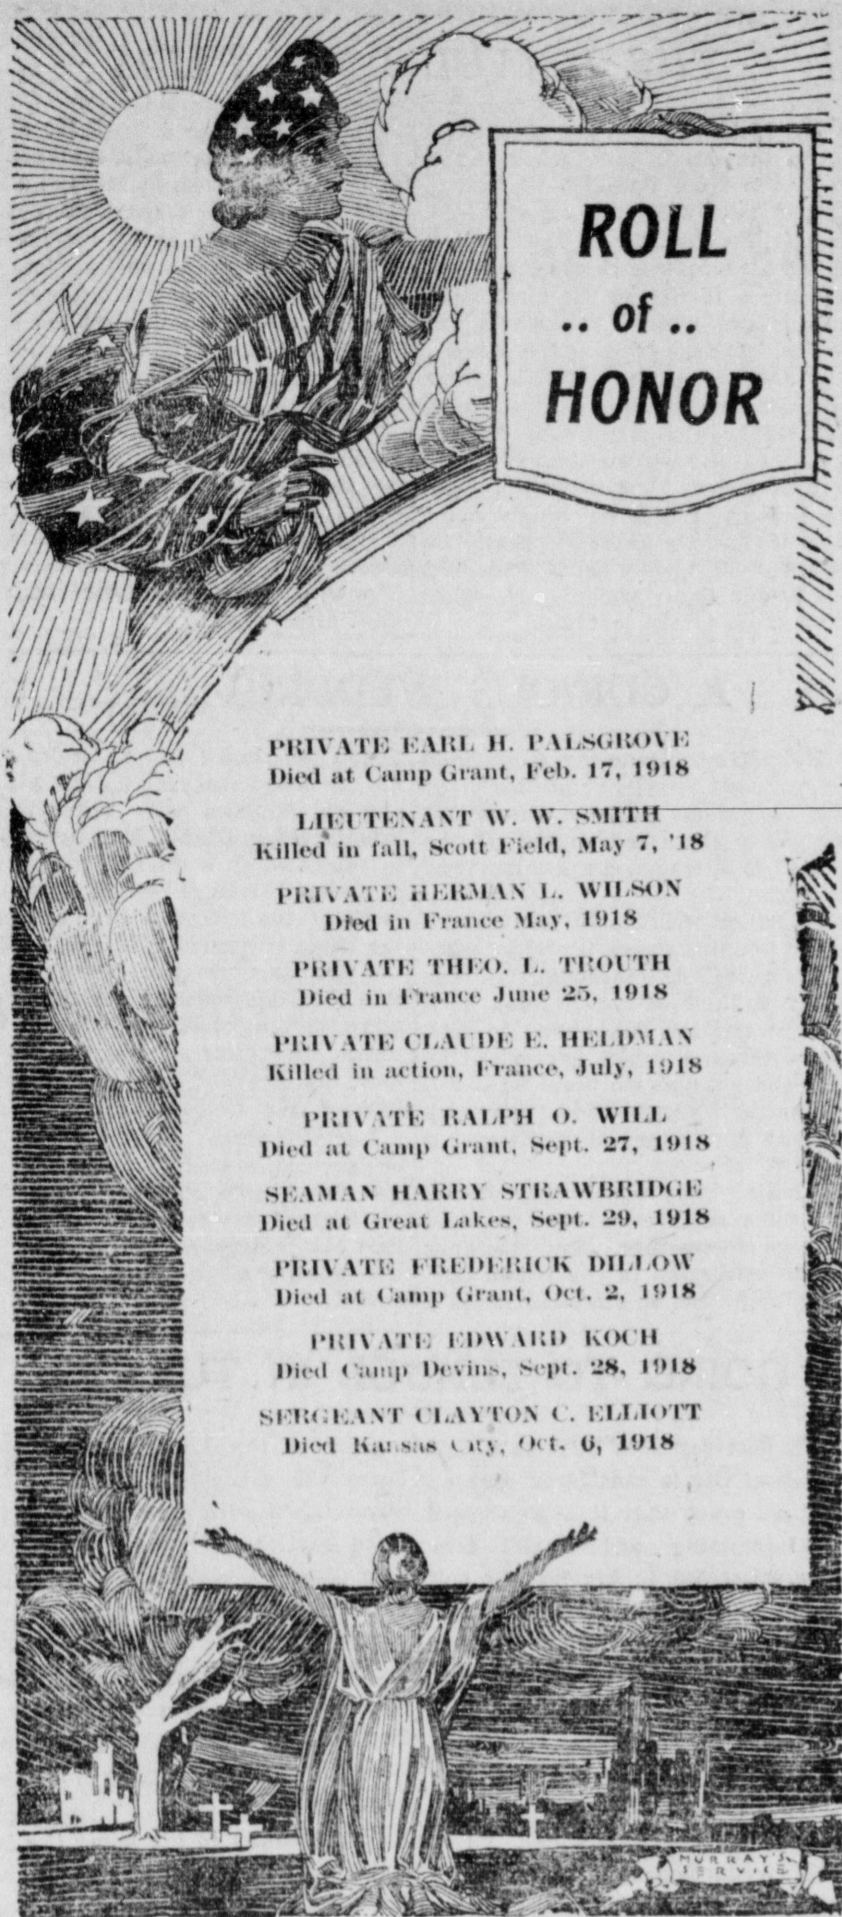 ROLL
.. of ..
HONOR
PRIVATE EARL H. PALSGROVE
Died at Camp Grant, Feb. 17, 1918
LIEUTENANT W. W. SMITH
Killed in fall, Scott Field, May 7, '18
PRIVATE HERMAN L. WILSON
Died in France May, 1918
PRIVATE THEO. L. TROUTH
Died in France June 25, 1918
PRIVATE CLAUDE E. HELDMAN
Killed in action, France, July, 1918
PRIVATE RALPH O. WILL
Died at Camp Grant, Sept. 27, 1918
SEAMAN HARRY STRAWBRIDGE
Died at Great Lakes, Sept. 29, 1918
PRIVATE FREDERICK DILLOW
Died at Camp Grant, Oct. 2, 1918
PRIVATE EDWARD KOCH
Died Camp Devins, Sept. 28, 1918
SERGEANT CLAYTON C. ELLIOTT
Died Kansas City, Oct. 6, 1918
MURRAY'S
SERVICE